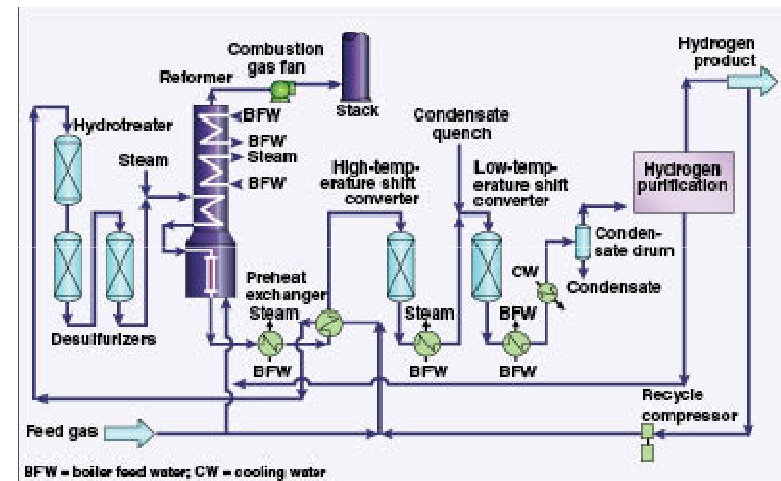 Combustion
gas fan
Reformer
Stack
Hydrotreater
Steam
BFW
BFW
Steam
BFW
Condensate
quench
Hydrogen
product
High-temp-
erature shift
converter
Low-temp-
erature shift
converter
Hydrogen
purification
Conden-
sate drum
Condensate
CW
Preheat
exchanger
Steam
BFW
Steam
BFW
BFW
BFW
Desulfurizers
Recycle
compressor
Feed gas
BFW = boiler feed water; CW = cooling water